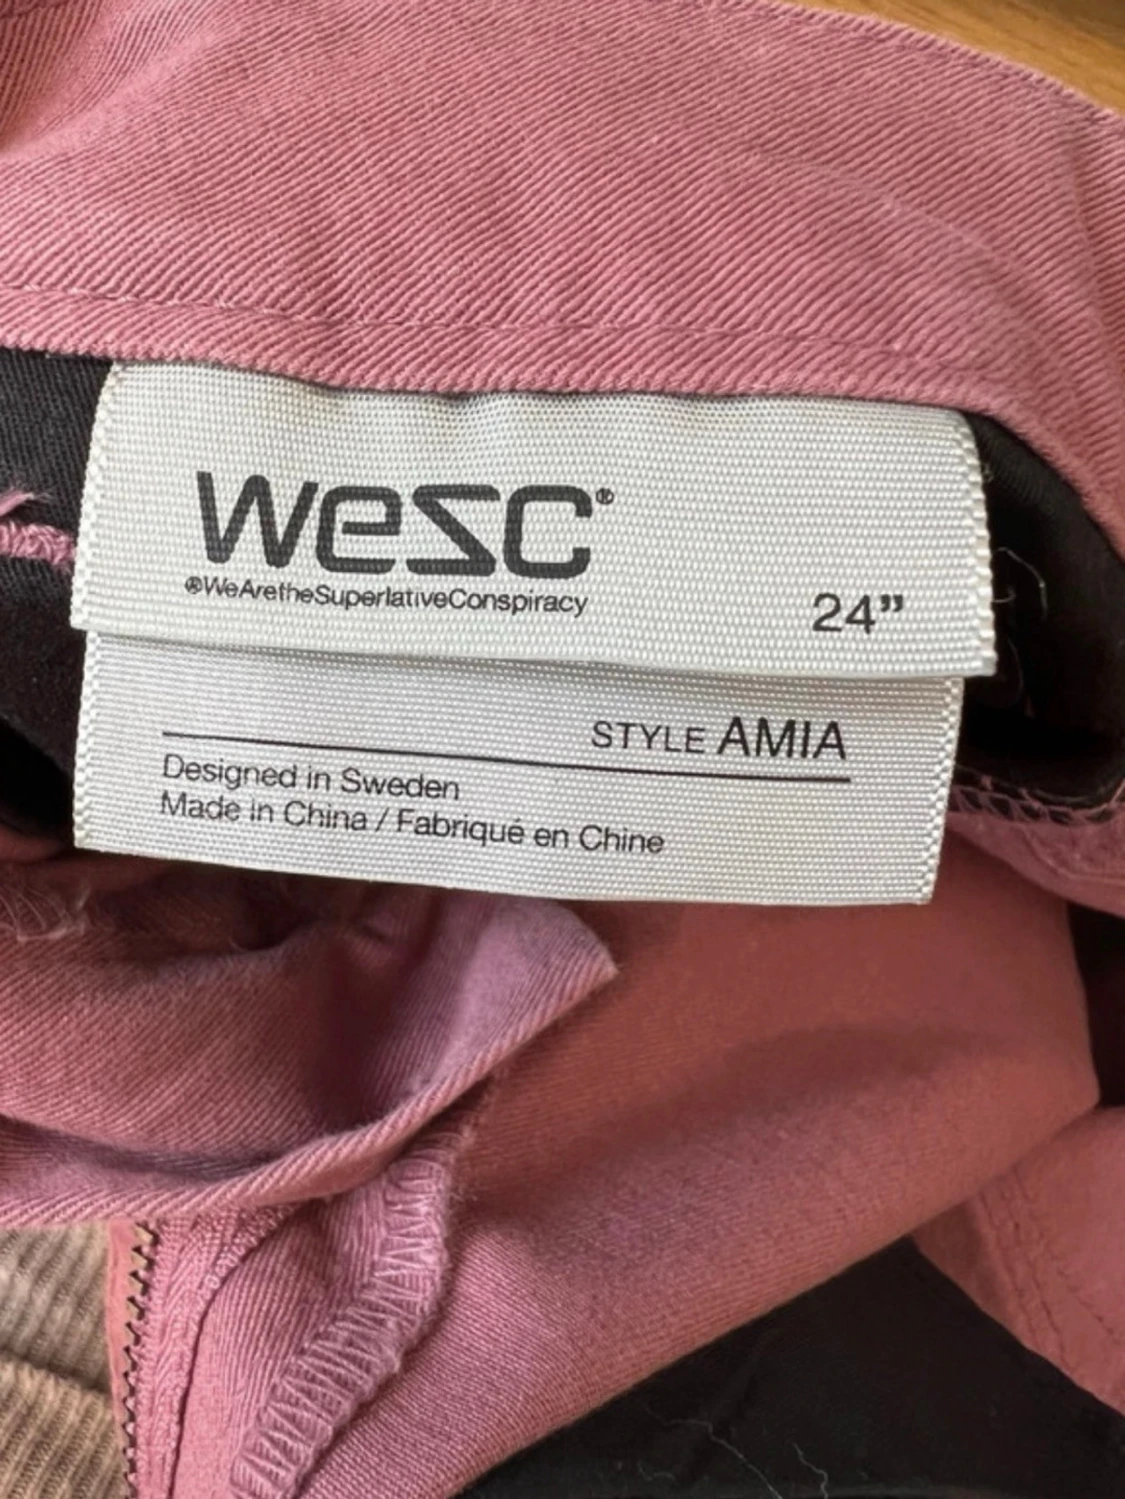 wesc®
®WeAretheSuperlativeConspiracy
24”
STYLE AMIA
Designed in Sweden
Made in China / Fabriqué en Chine